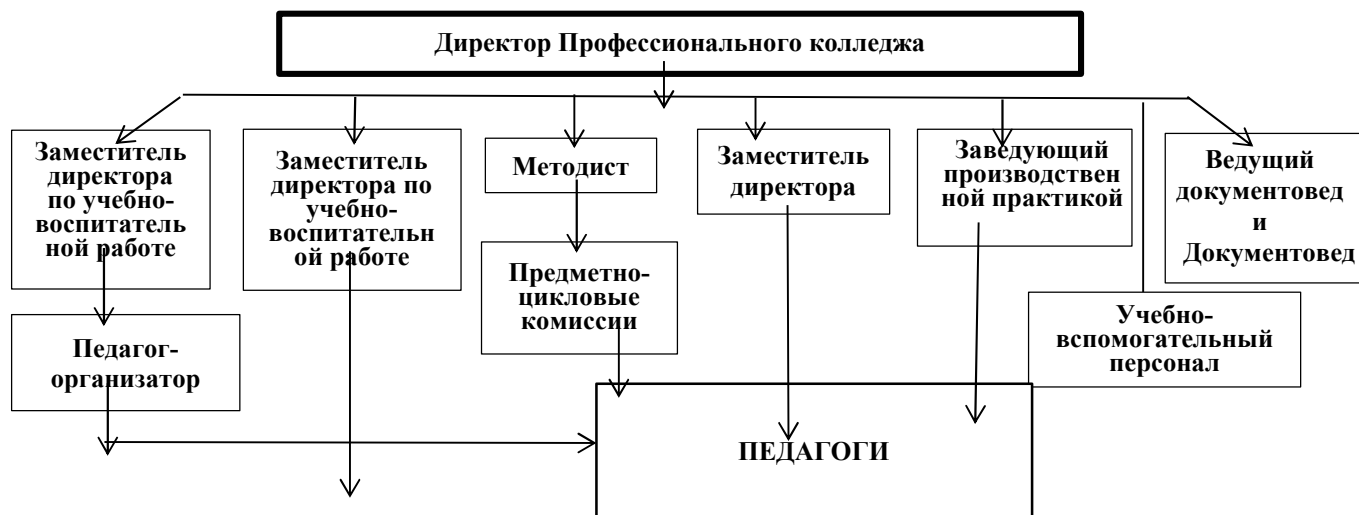 Директор Профессионального колледжа
Заместитель
директора
по учебно-
воспитатель
ной работе
Заместитель
директора по
учебно-
воспитательн
ой работе
Методист
Заместитель
директора
Заведующий
производствен
ной практикой
Ведущий
документовед
и
Документовед
Предметно-
цикловые
комиссии
Учебно-
вспомогательный
персонал
Педагог-
организатор
ПЕДАГОГИ